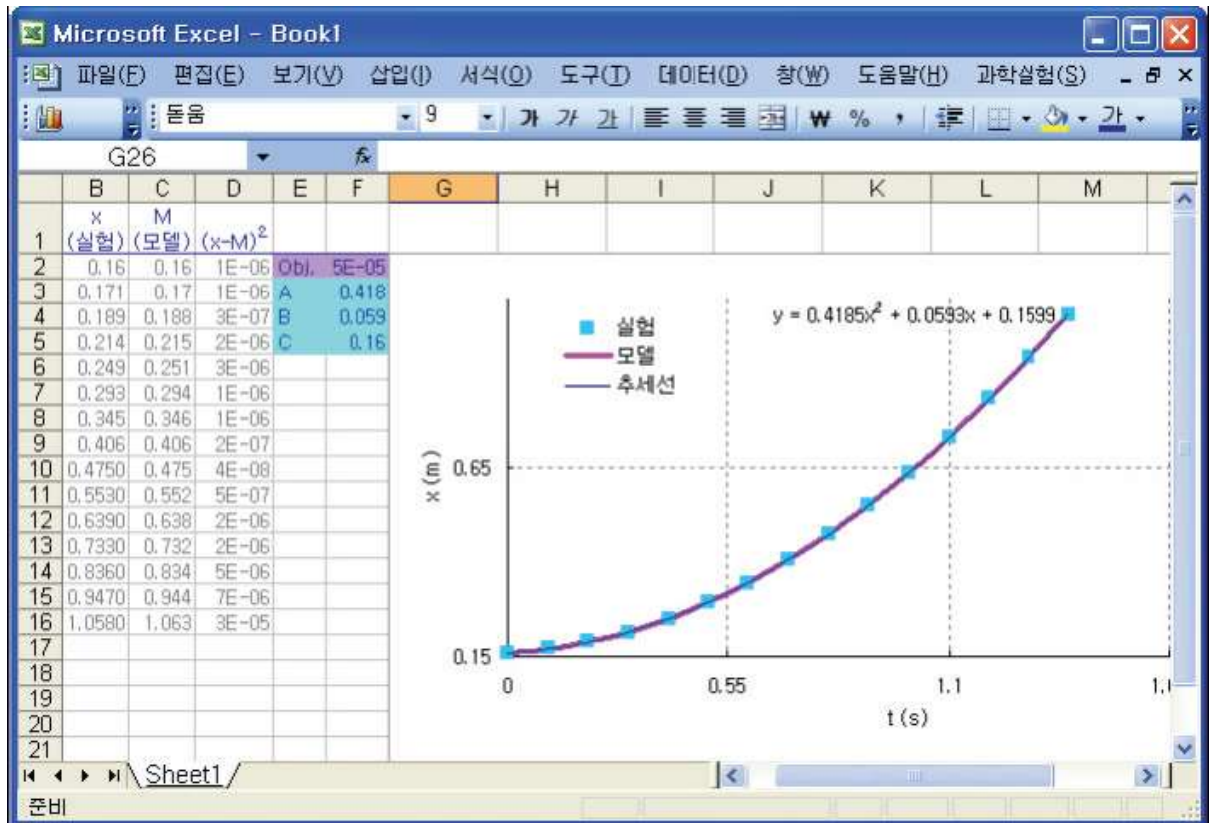 Microsoft Excel - Book1
파일(F) 편집(E) 보기(V) 삽입(I) 서식(O) 도구(T) 데이터(D) 창(W) 도움말(H) 과학실험(S)
돋움 9 가 가 가 ₩ % , 가
G26 fx
B C D E F G H I J K L M
x M
1 (실험) (모델) (x-M)²
2 0.16 0.16 1E-06 Obj. 5E-05
3 0.171 0.17 1E-06 A 0.418
4 0.189 0.188 3E-07 B 0.059
5 0.214 0.215 2E-06 C 0.16
6 0.249 0.251 3E-06
7 0.293 0.294 1E-06
8 0.345 0.346 1E-06
9 0.406 0.406 2E-07
10 0.4750 0.475 4E-08
11 0.5530 0.552 5E-07
12 0.6390 0.638 2E-06
13 0.7330 0.732 2E-06
14 0.8360 0.834 5E-06
15 0.9470 0.944 7E-06
16 1.0580 1.063 3E-05
17
18
19
20
21
실험
모델
추세선
y = 0.4185x² + 0.0593x + 0.1599
x (m)
0.65
0.15
0 0.55 1.1
t (s)
Sheet1
준비